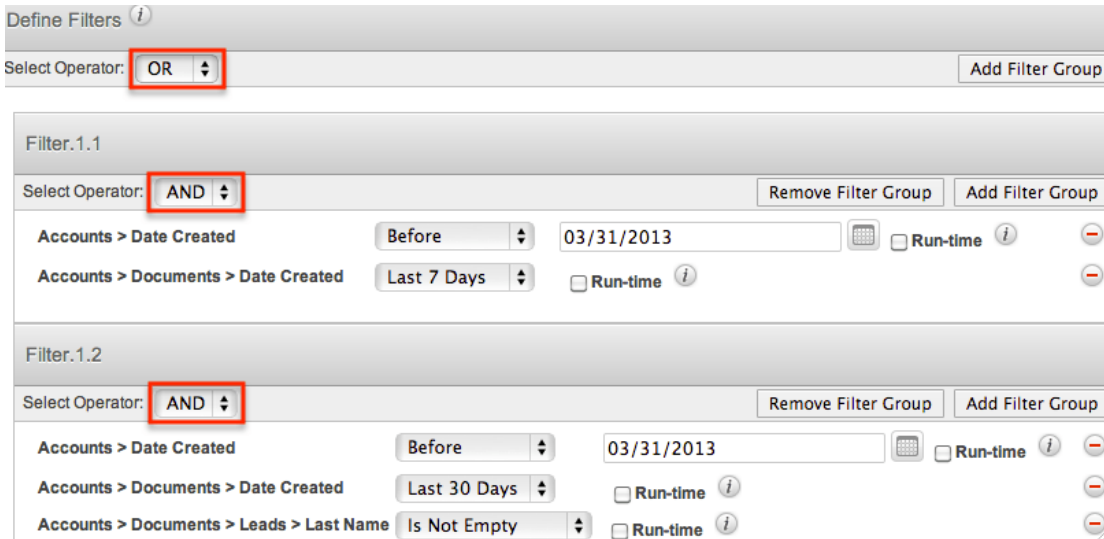 Define Filters i
Select Operator: OR Add Filter Group
Filter.1.1
Select Operator: AND Remove Filter Group Add Filter Group
Accounts > Date Created Before 03/31/2013 Run-time i
Accounts > Documents > Date Created Last 7 Days Run-time i
Filter.1.2
Select Operator: AND Remove Filter Group Add Filter Group
Accounts > Date Created Before 03/31/2013 Run-time i
Accounts > Documents > Date Created Last 30 Days Run-time i
Accounts > Documents > Leads > Last Name Is Not Empty Run-time i